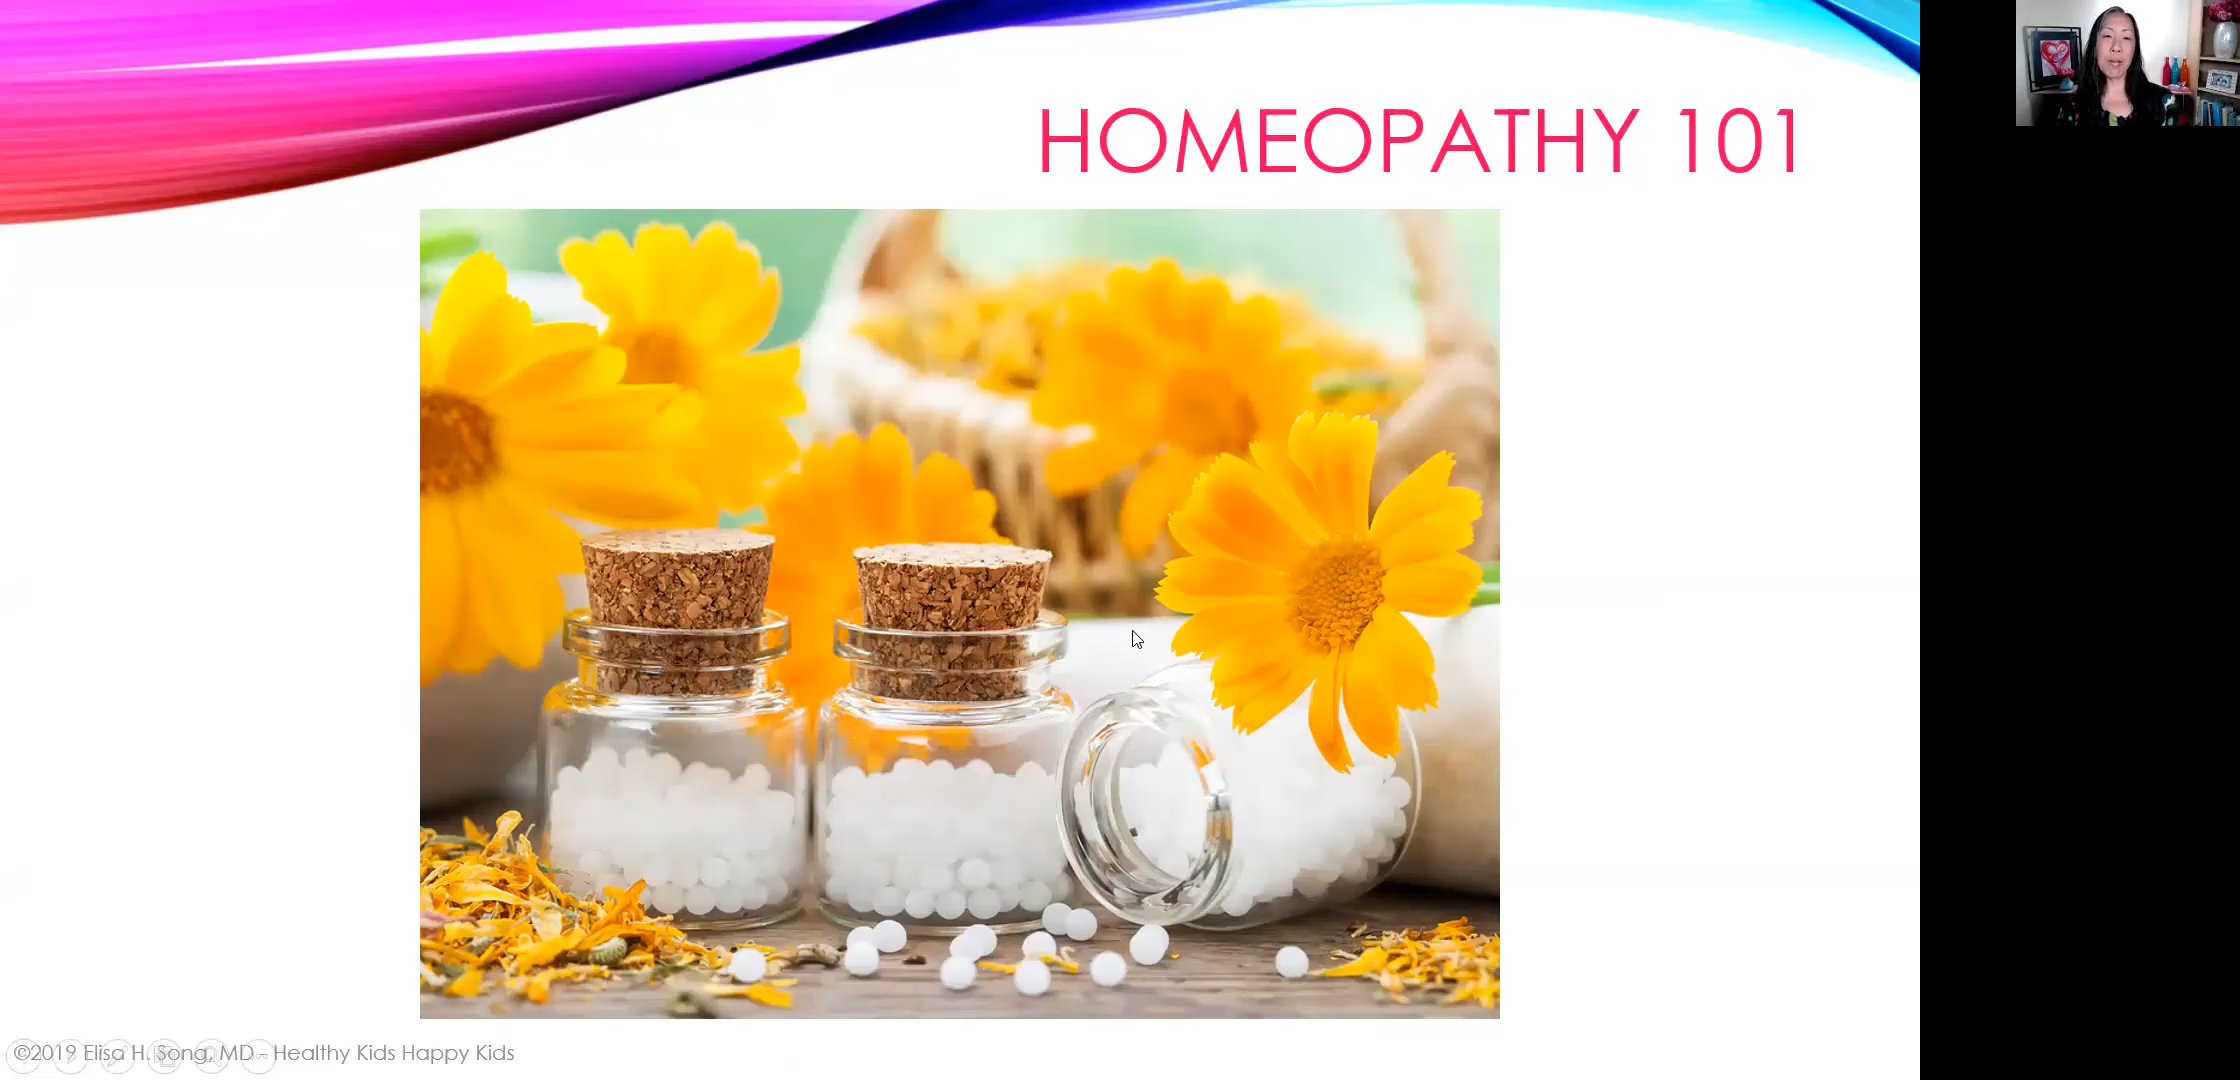 HOMEOPATHY 101
©2019 Elisa H. Song, MD - Healthy Kids Happy Kids